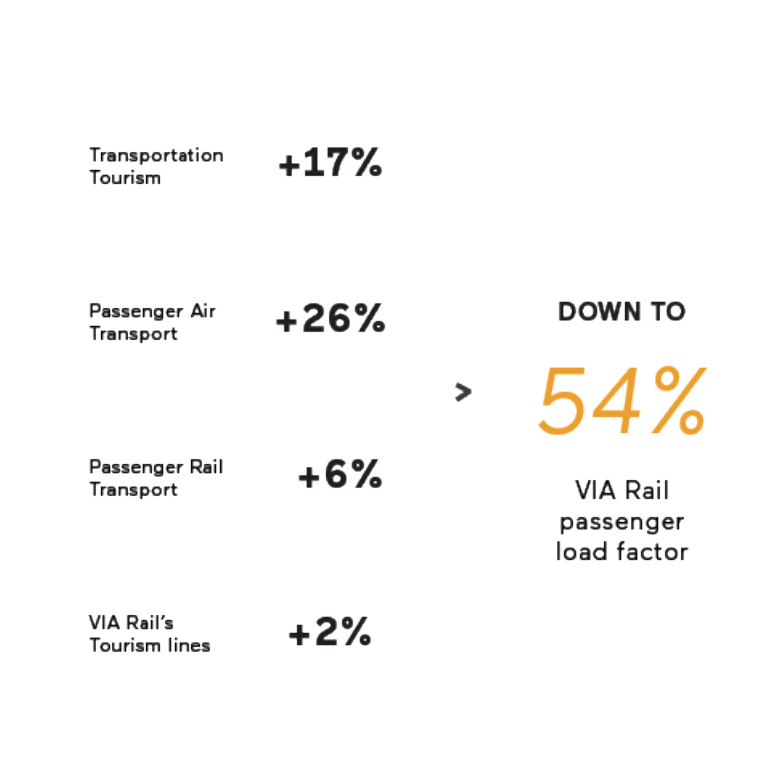 Transportation
Tourism
+17%
Passenger Air
Transport
+26%
Passenger Rail
Transport
+6%
VIA Rail’s
Tourism lines
+2%
>
DOWN TO
54%
VIA Rail
passenger
load factor